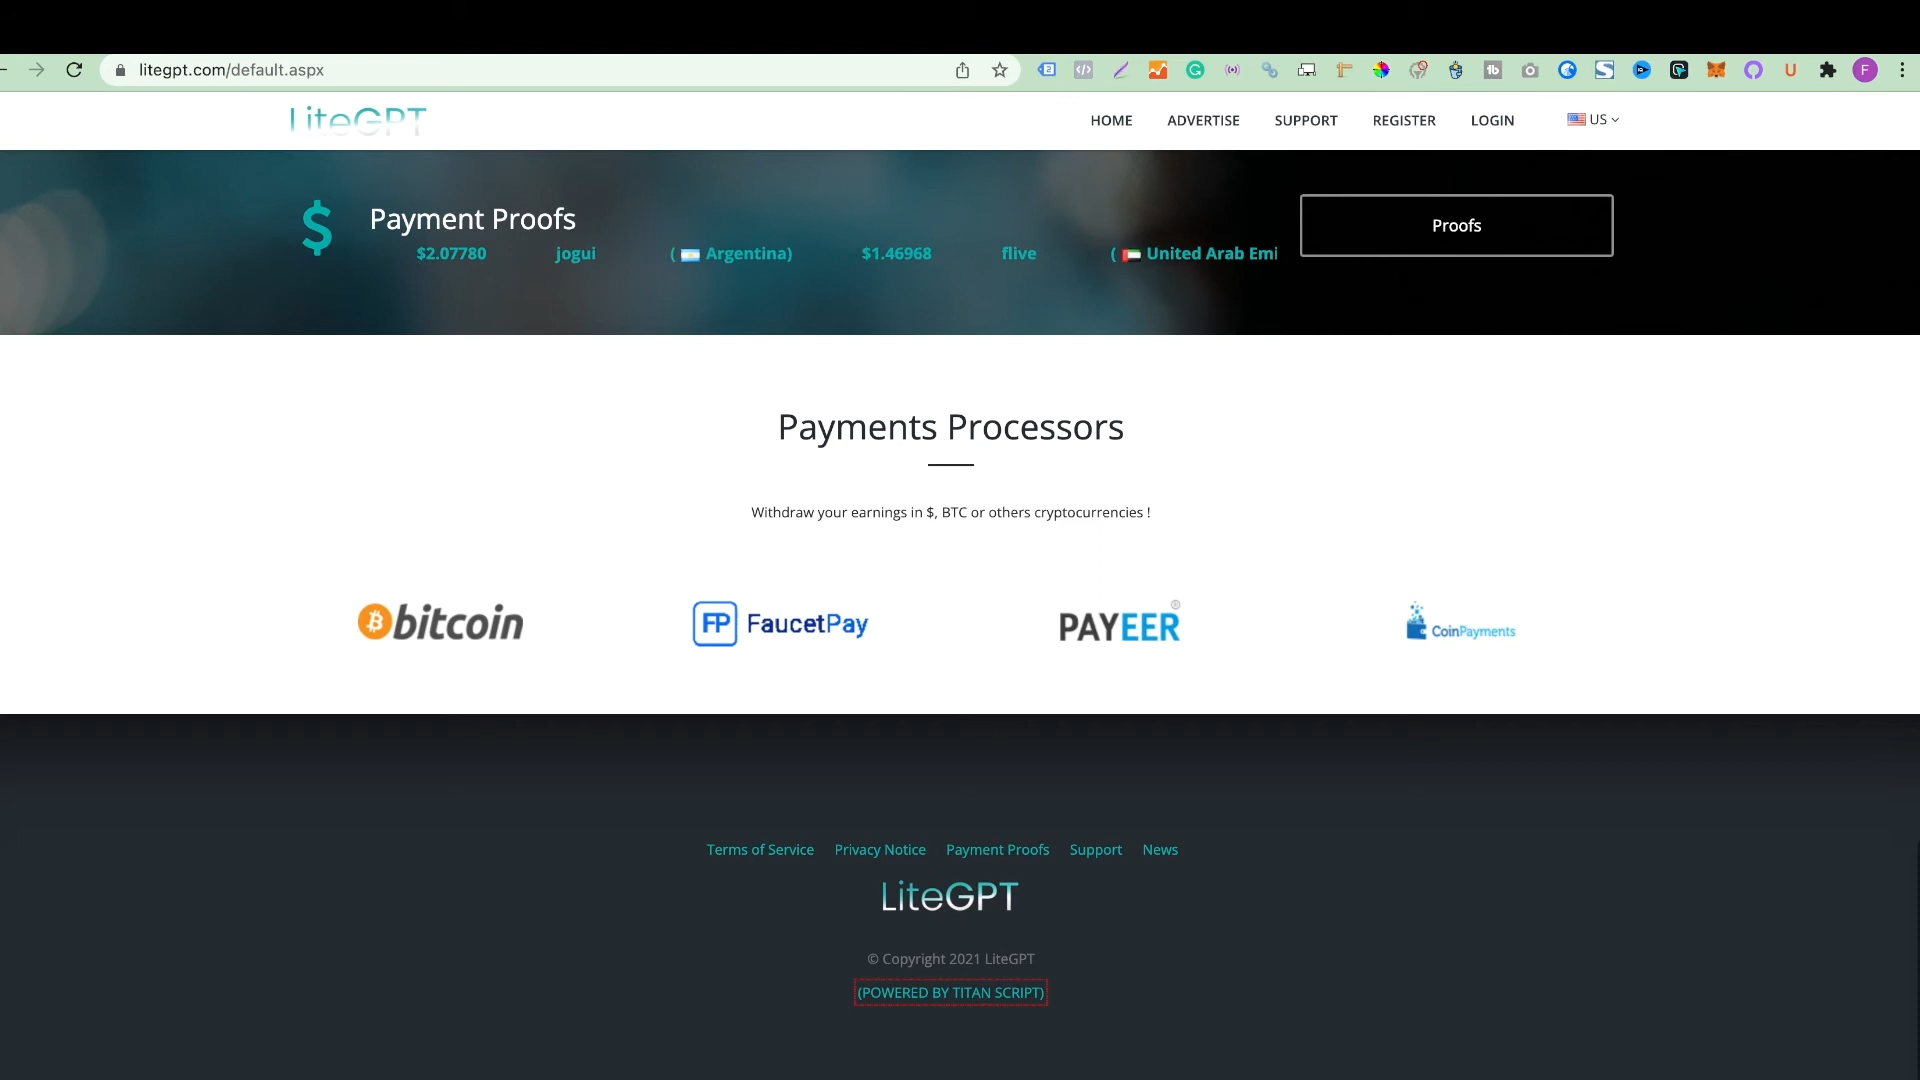 litegpt.com/default.aspx
F
LiteGPT
HOME ADVERTISE SUPPORT REGISTER LOGIN US
Payment Proofs
Proofs
$2.07780 jogui ( Argentina) $1.46968 flive ( United Arab Emi
Payments Processors
Withdraw your earnings in $, BTC or others cryptocurrencies !
bitcoin
FP FaucetPay
PAYEER ®
CoinPayments
Terms of Service Privacy Notice Payment Proofs Support News
LiteGPT
© Copyright 2021 LiteGPT
(POWERED BY TITAN SCRIPT)